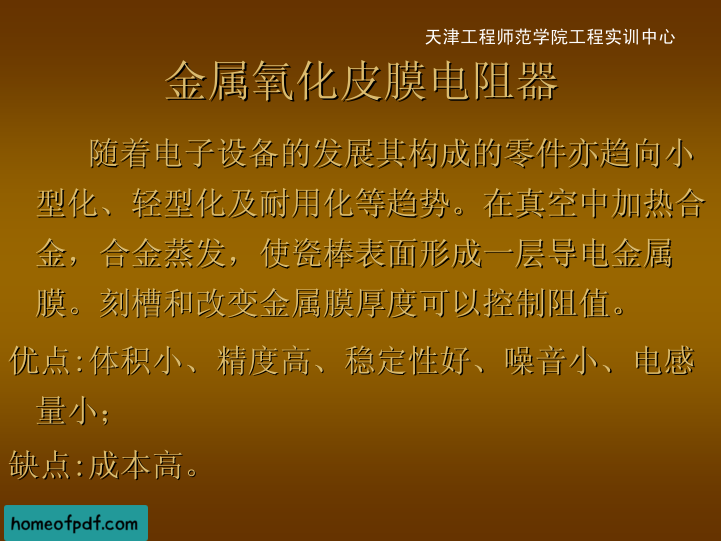 天津工程师范学院工程实训中心
金属氧化皮膜电阻器
随着电子设备的发展其构成的零件亦趋向小
型化、轻型化及耐用化等趋势。在真空中加热合
金，合金蒸发，使瓷棒表面形成一层导电金属
膜。刻槽和改变金属膜厚度可以控制阻值。
优点:体积小、精度高、稳定性好、噪音小、电感
量小;
缺点:成本高。
homeofpdf.com